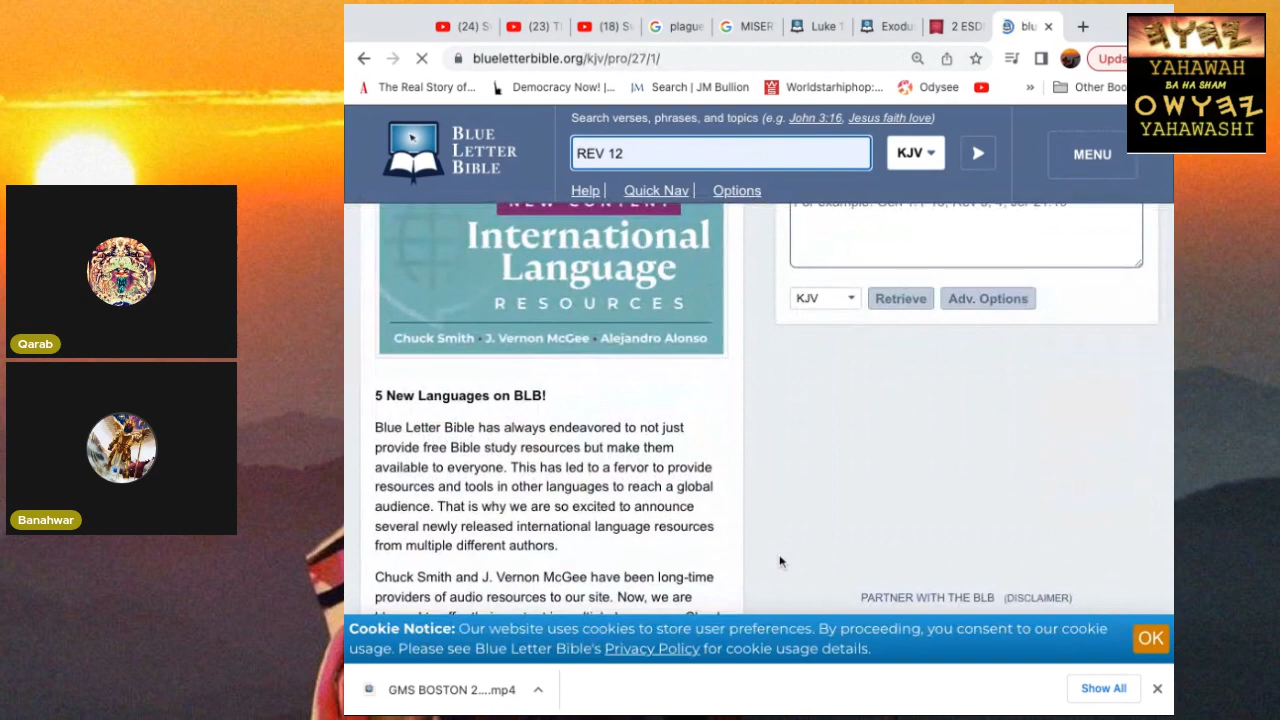 (24) S
(23) T
(18) S
plague
MISER
Luke 1
Exodu
2 ESD
blu
blueletterbible.org/kjv/pro/27/1/
Upda
The Real Story of...
Democracy Now! |...
JM Search | JM Bullion
Worldstarhiphop:...
Odysee
»
Other Boo
YAHAWAH
BA HA SHAM
YAHAWASHI
BLUE
LETTER
BIBLE
Search verses, phrases, and topics (e.g. John 3:16, Jesus faith love)
REV 12
KJV
MENU
Help | Quick Nav | Options
NEW CONTENT
International
Language
RESOURCES
Chuck Smith · J. Vernon McGee · Alejandro Alonso
KJV
Retrieve
Adv. Options
5 New Languages on BLB!
Blue Letter Bible has always endeavored to not just
provide free Bible study resources but make them
available to everyone. This has led to a fervor to provide
resources and tools in other languages to reach a global
audience. That is why we are so excited to announce
several newly released international language resources
from multiple different authors.
Chuck Smith and J. Vernon McGee have been long-time
providers of audio resources to our site. Now, we are
PARTNER WITH THE BLB (DISCLAIMER)
Cookie Notice: Our website uses cookies to store user preferences. By proceeding, you consent to our cookie
usage. Please see Blue Letter Bible's Privacy Policy for cookie usage details.
OK
GMS BOSTON 2....mp4
Show All
Qarab
Banahwar